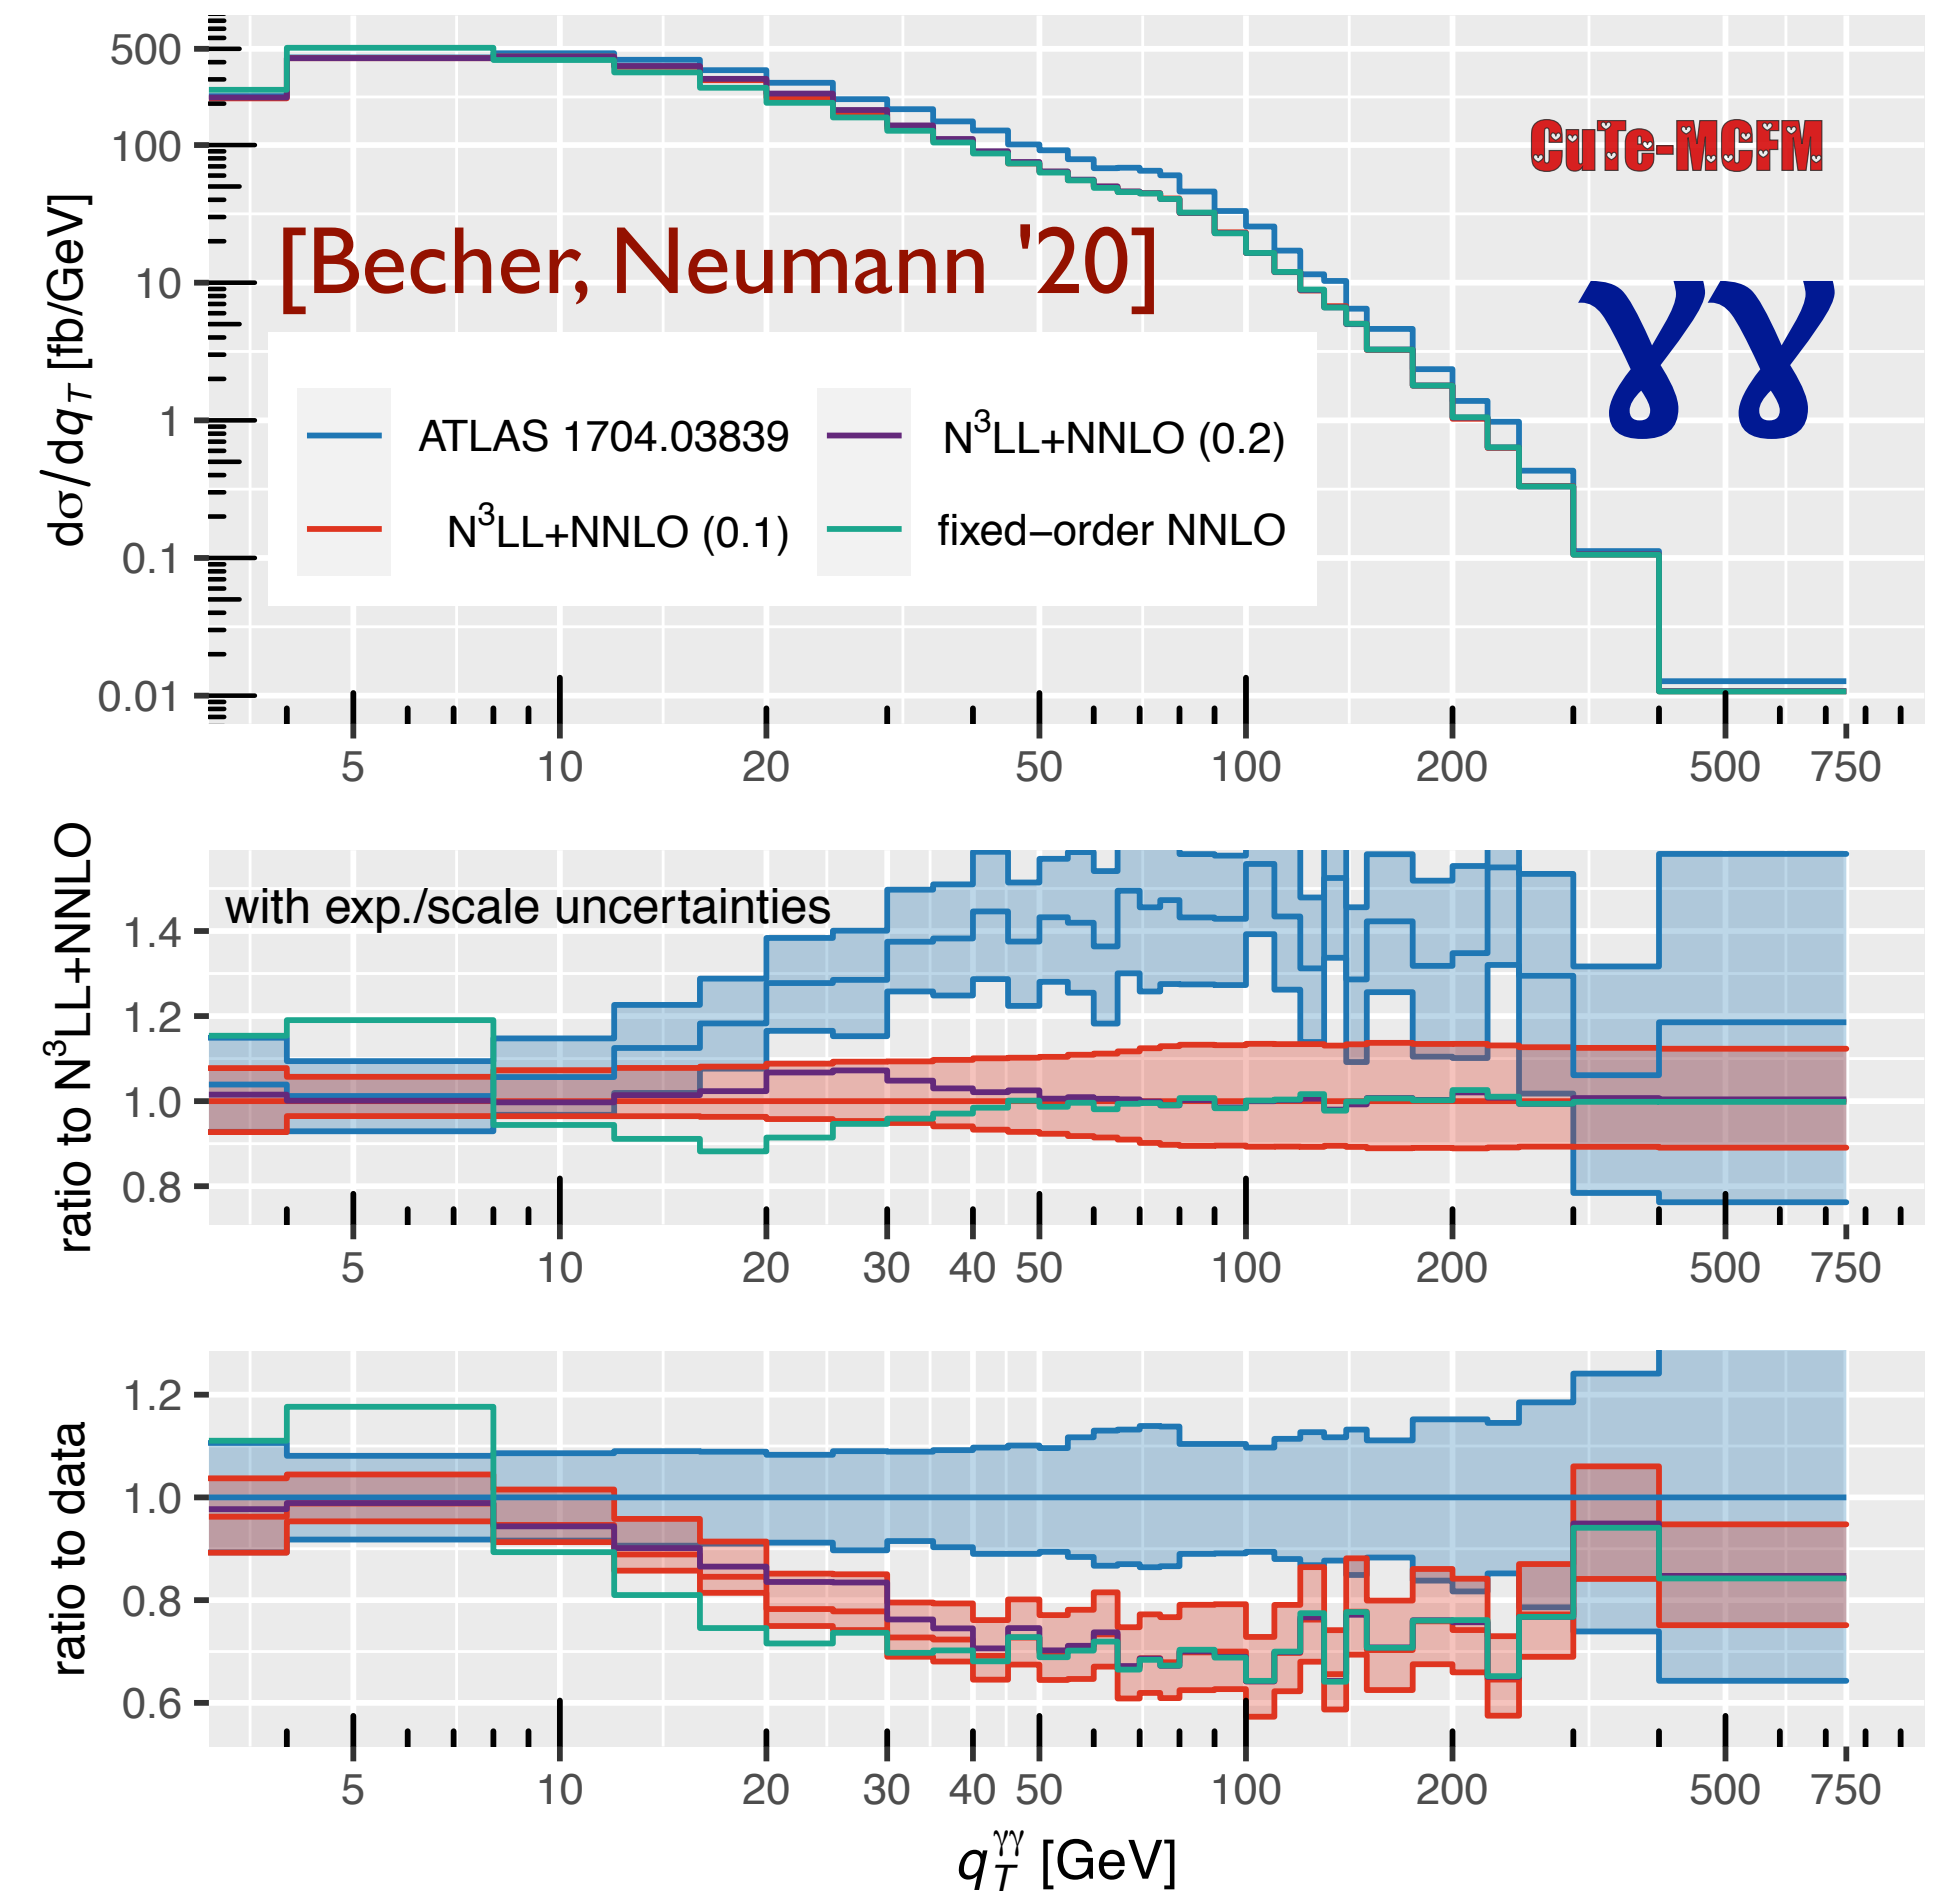 500
100
10
1
0.1
0.01
dσ/dq_T [fb/GeV]
CuTe-MCFM
[Becher, Neumann '20]
γγ
ATLAS 1704.03839
N³LL+NNLO (0.2)
N³LL+NNLO (0.1)
fixed−order NNLO
5 10 20 50 100 200 500 750
ratio to N³LL+NNLO
with exp./scale uncertainties
1.4
1.2
1.0
0.8
5 10 20 30 40 50 100 200 500 750
ratio to data
1.2
1.0
0.8
0.6
5 10 20 30 40 50 100 200 500 750
q_T^γγ [GeV]